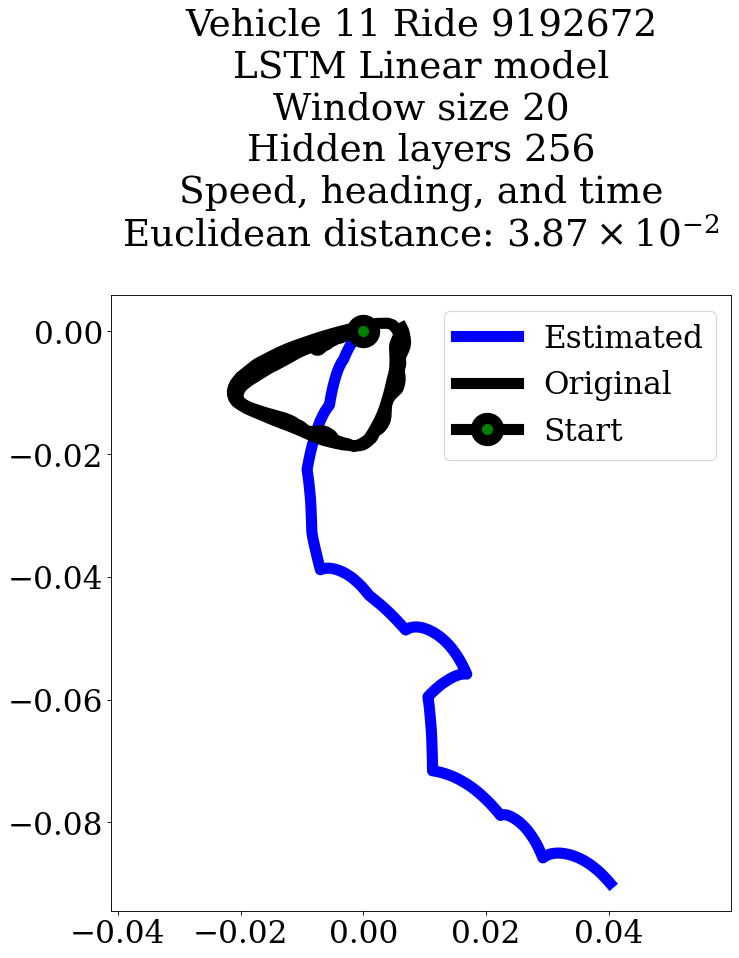 Vehicle 11 Ride 9192672
LSTM Linear model
Window size 20
Hidden layers 256
Speed, heading, and time
Euclidean distance: 3.87 × 10⁻²
Estimated
Original
Start
0.00
−0.02
−0.04
−0.06
−0.08
−0.04
−0.02
0.00
0.02
0.04